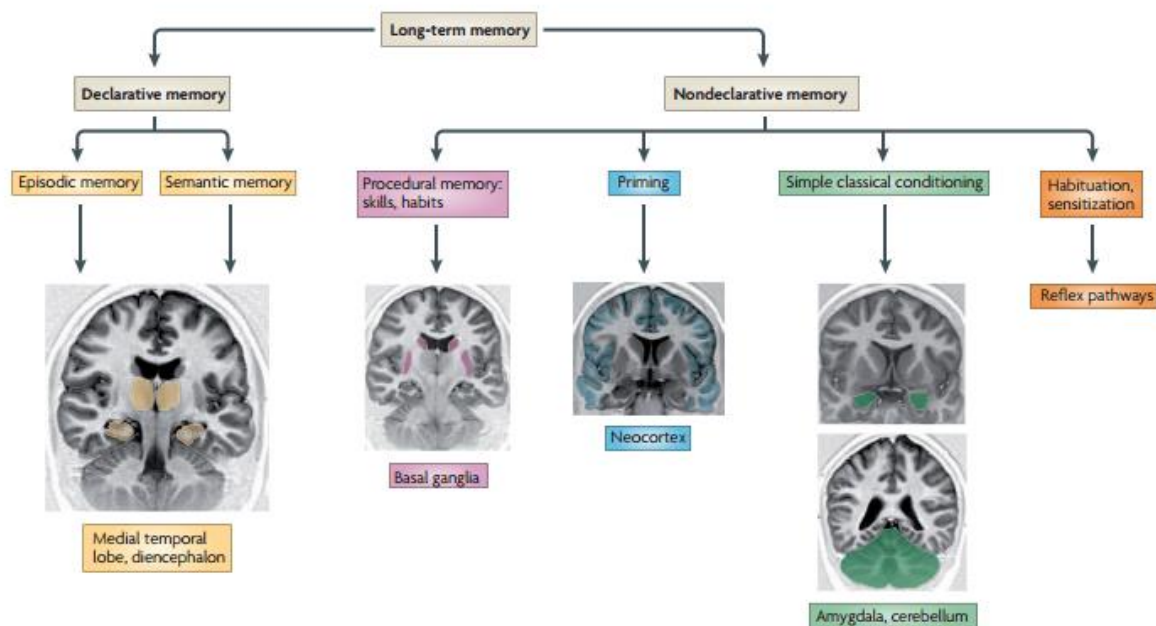 Long-term memory
Declarative memory
Nondeclarative memory
Episodic memory
Semantic memory
Procedural memory:
skills, habits
Priming
Simple classical conditioning
Habituation,
sensitization
Reflex pathways
Neocortex
Basal ganglia
Medial temporal
lobe, diencephalon
Amygdala, cerebellum